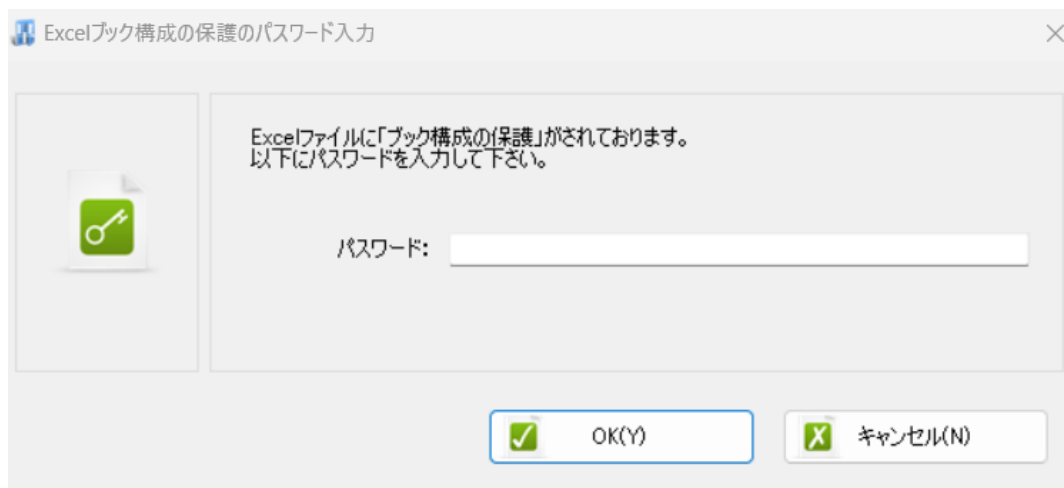 Excelブック構成の保護のパスワード入力
Excelファイルに「ブック構成の保護」がされております。
以下にパスワードを入力して下さい。
パスワード:
OK(Y)
キャンセル(N)